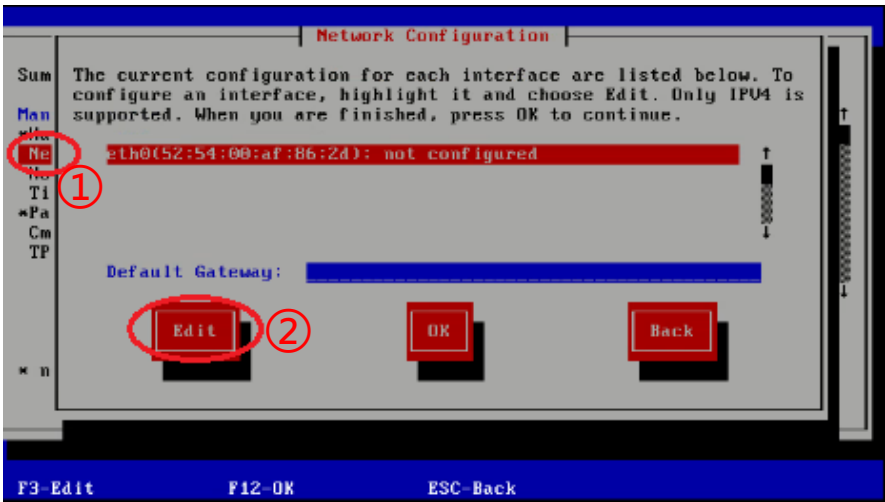 Network Configuration
Sum
The current configuration for each interface are listed below. To
configure an interface, highlight it and choose Edit. Only IPV4 is
Man
supported. When you are finished, press OK to continue.
Ne
eth0(52:54:00:af:86:2d): not configured
①
Ti
*Pa
Cm
TP
Default Gateway:
Edit
②
OK
Back
* n
F3-Edit F12-OK ESC-Back